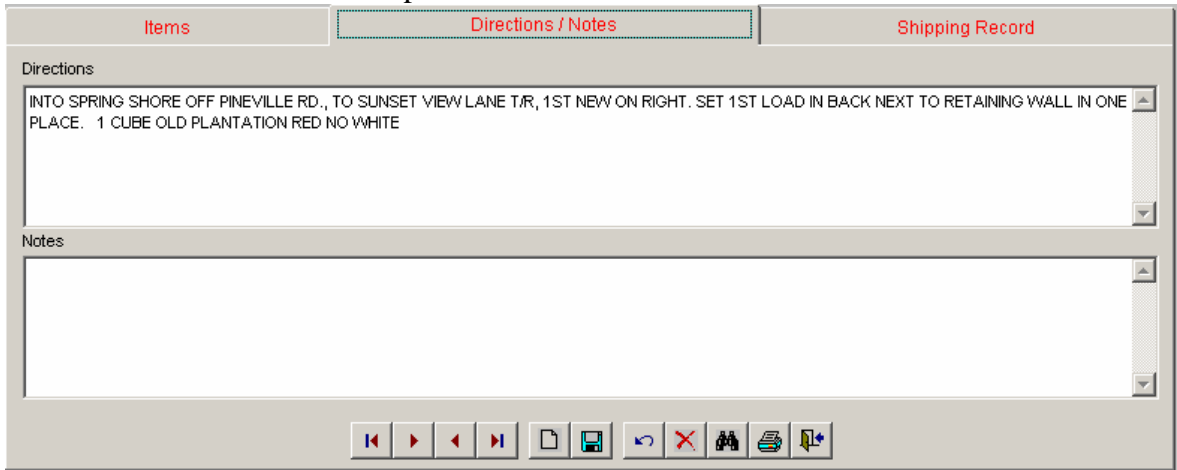 Items
Directions / Notes
Shipping Record
Directions
INTO SPRING SHORE OFF PINEVILLE RD., TO SUNSET VIEW LANE T/R, 1ST NEW ON RIGHT. SET 1ST LOAD IN BACK NEXT TO RETAINING WALL IN ONE
PLACE.   1 CUBE OLD PLANTATION RED NO WHITE
Notes